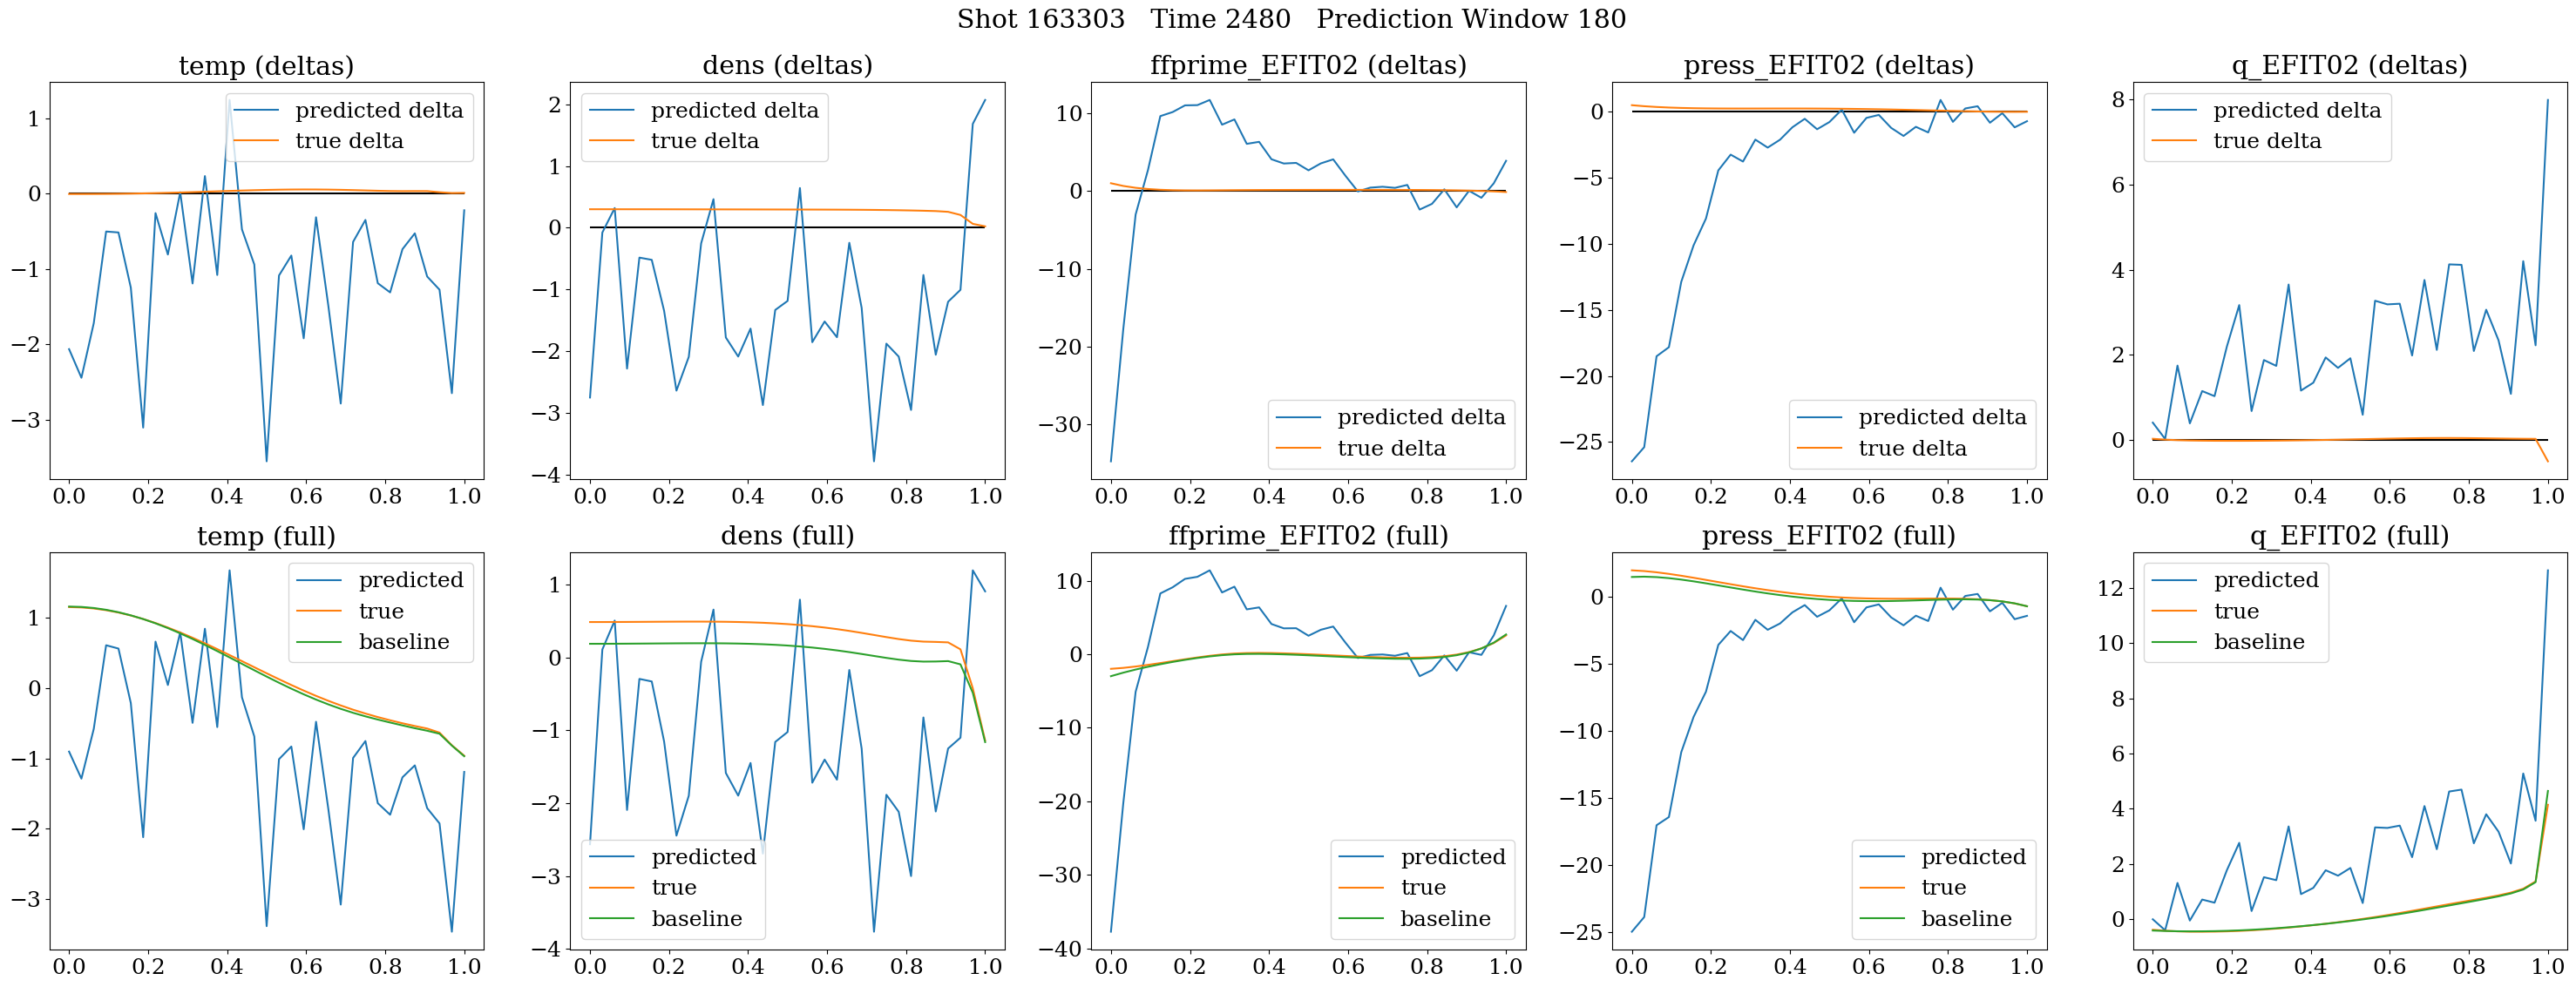 Shot 163303   Time 2480   Prediction Window 180
temp (deltas)
1
0
−1
−2
−3
0.0 0.2 0.4 0.6 0.8 1.0
predicted delta
true delta
dens (deltas)
2
1
0
−1
−2
−3
−4
0.0 0.2 0.4 0.6 0.8 1.0
predicted delta
true delta
ffprime_EFIT02 (deltas)
10
0
−10
−20
−30
0.0 0.2 0.4 0.6 0.8 1.0
predicted delta
true delta
press_EFIT02 (deltas)
0
−5
−10
−15
−20
−25
0.0 0.2 0.4 0.6 0.8 1.0
predicted delta
true delta
q_EFIT02 (deltas)
8
6
4
2
0
0.0 0.2 0.4 0.6 0.8 1.0
predicted delta
true delta
temp (full)
1
0
−1
−2
−3
0.0 0.2 0.4 0.6 0.8 1.0
predicted
true
baseline
dens (full)
1
0
−1
−2
−3
−4
0.0 0.2 0.4 0.6 0.8 1.0
predicted
true
baseline
ffprime_EFIT02 (full)
10
0
−10
−20
−30
−40
0.0 0.2 0.4 0.6 0.8 1.0
predicted
true
baseline
press_EFIT02 (full)
0
−5
−10
−15
−20
−25
0.0 0.2 0.4 0.6 0.8 1.0
predicted
true
baseline
q_EFIT02 (full)
12
10
8
6
4
2
0
0.0 0.2 0.4 0.6 0.8 1.0
predicted
true
baseline